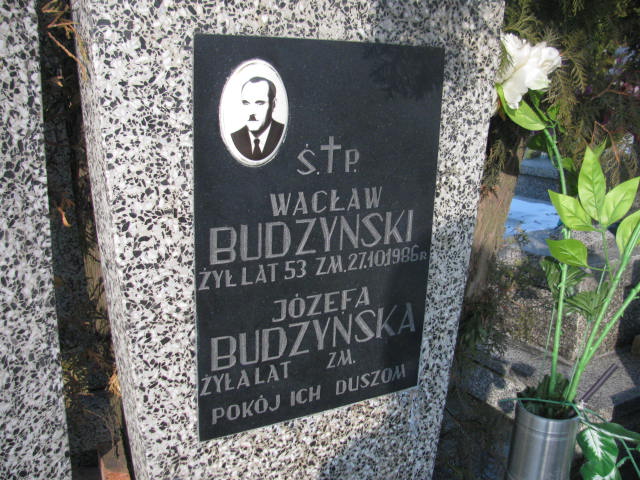 Ś.†P.
WACŁAW
BUDZYŃSKI
ŻYŁ LAT 53 ZM. 27.10.1986R
JÓZEFA
BUDZYŃSKA
ŻYŁA LAT ZM.
POKÓJ ICH DUSZOM